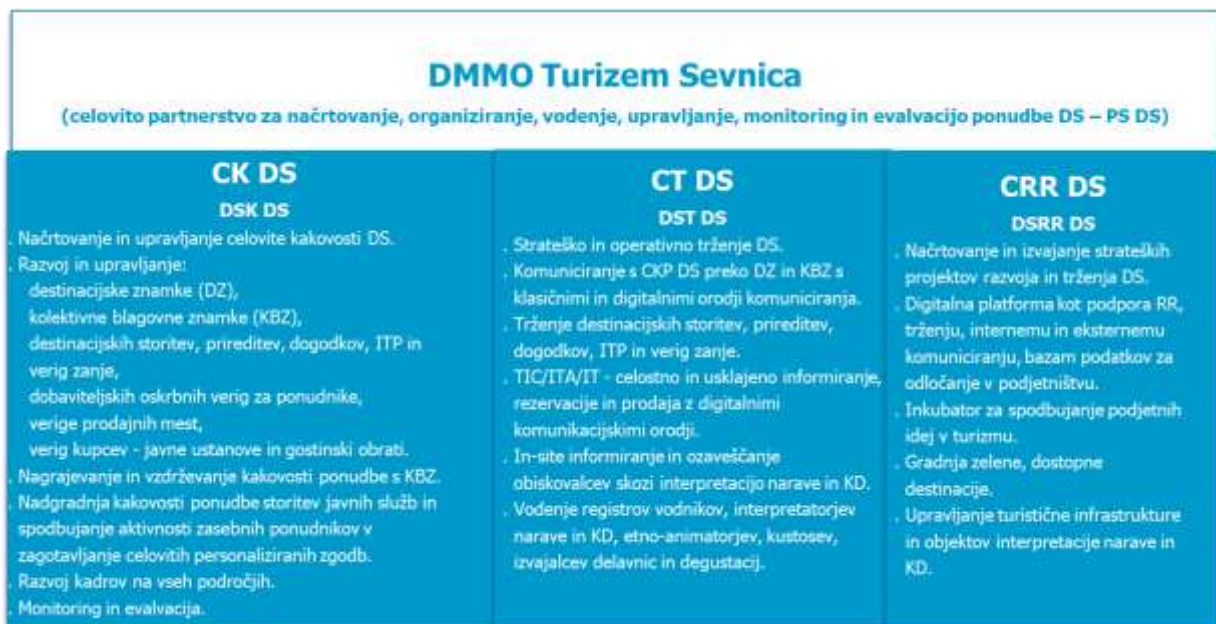 DMMO Turizem Sevnica
(celovito partnerstvo za načrtovanje, organiziranje, vodenje, upravljanje, monitoring in evalvacijo ponudbe DS – PS DS)
CK DS
DSK DS
. Načrtovanje in upravljanje celovite kakovosti DS.
. Razvoj in upravljanje:
destinacijske znamke (DZ),
kolektivne blagovne znamke (KBZ),
destinacijskih storitev, prireditev, dogodkov, ITP in
verig zanje,
dobaviteljskih oskrbnih verig za ponudnike,
verige prodajnih mest,
verig kupcev - javne ustanove in gostinski obrati.
. Nagrajevanje in vzdrževanje kakovosti ponudbe s KBZ.
. Nadgradnja kakovosti ponudbe storitev javnih služb in
spodbujanje aktivnosti zasebnih ponudnikov v
zagotavljanje celovitih personaliziranih zgodb.
. Razvoj kadrov na vseh področjih.
. Monitoring in evalvacija.
CT DS
DST DS
. Strateško in operativno trženje DS.
. Komuniciranje s CKP DS preko DZ in KBZ s
klasičnimi in digitalnimi orodji komuniciranja.
. Trženje destinacijskih storitev, prireditev,
dogodkov, ITP in verig zanje.
. TIC/ITA/IT - celostno in usklajeno informiranje,
rezervacije in prodaja z digitalnimi
komunikacijskimi orodji.
. In-site informiranje in ozaveščanje
obiskovalcev skozi interpretacijo narave in KD.
. Vodenje registrov vodnikov, interpretatorjev
narave in KD, etno-animatorjev, kustosev,
izvajalcev delavnic in degustacij.
CRR DS
DSRR DS
. Načrtovanje in izvajanje strateških
projektov razvoja in trženja DS.
. Digitalna platforma kot podpora RR,
trženju, internemu in eksternemu
komuniciranju, bazam podatkov za
odločanje v podjetništvu.
. Inkubator za spodbujanje podjetnih
idej v turizmu.
. Gradnja zelene, dostopne
destinacije.
. Upravljanje turistične infrastrukture
in objektov interpretacije narave in
KD.